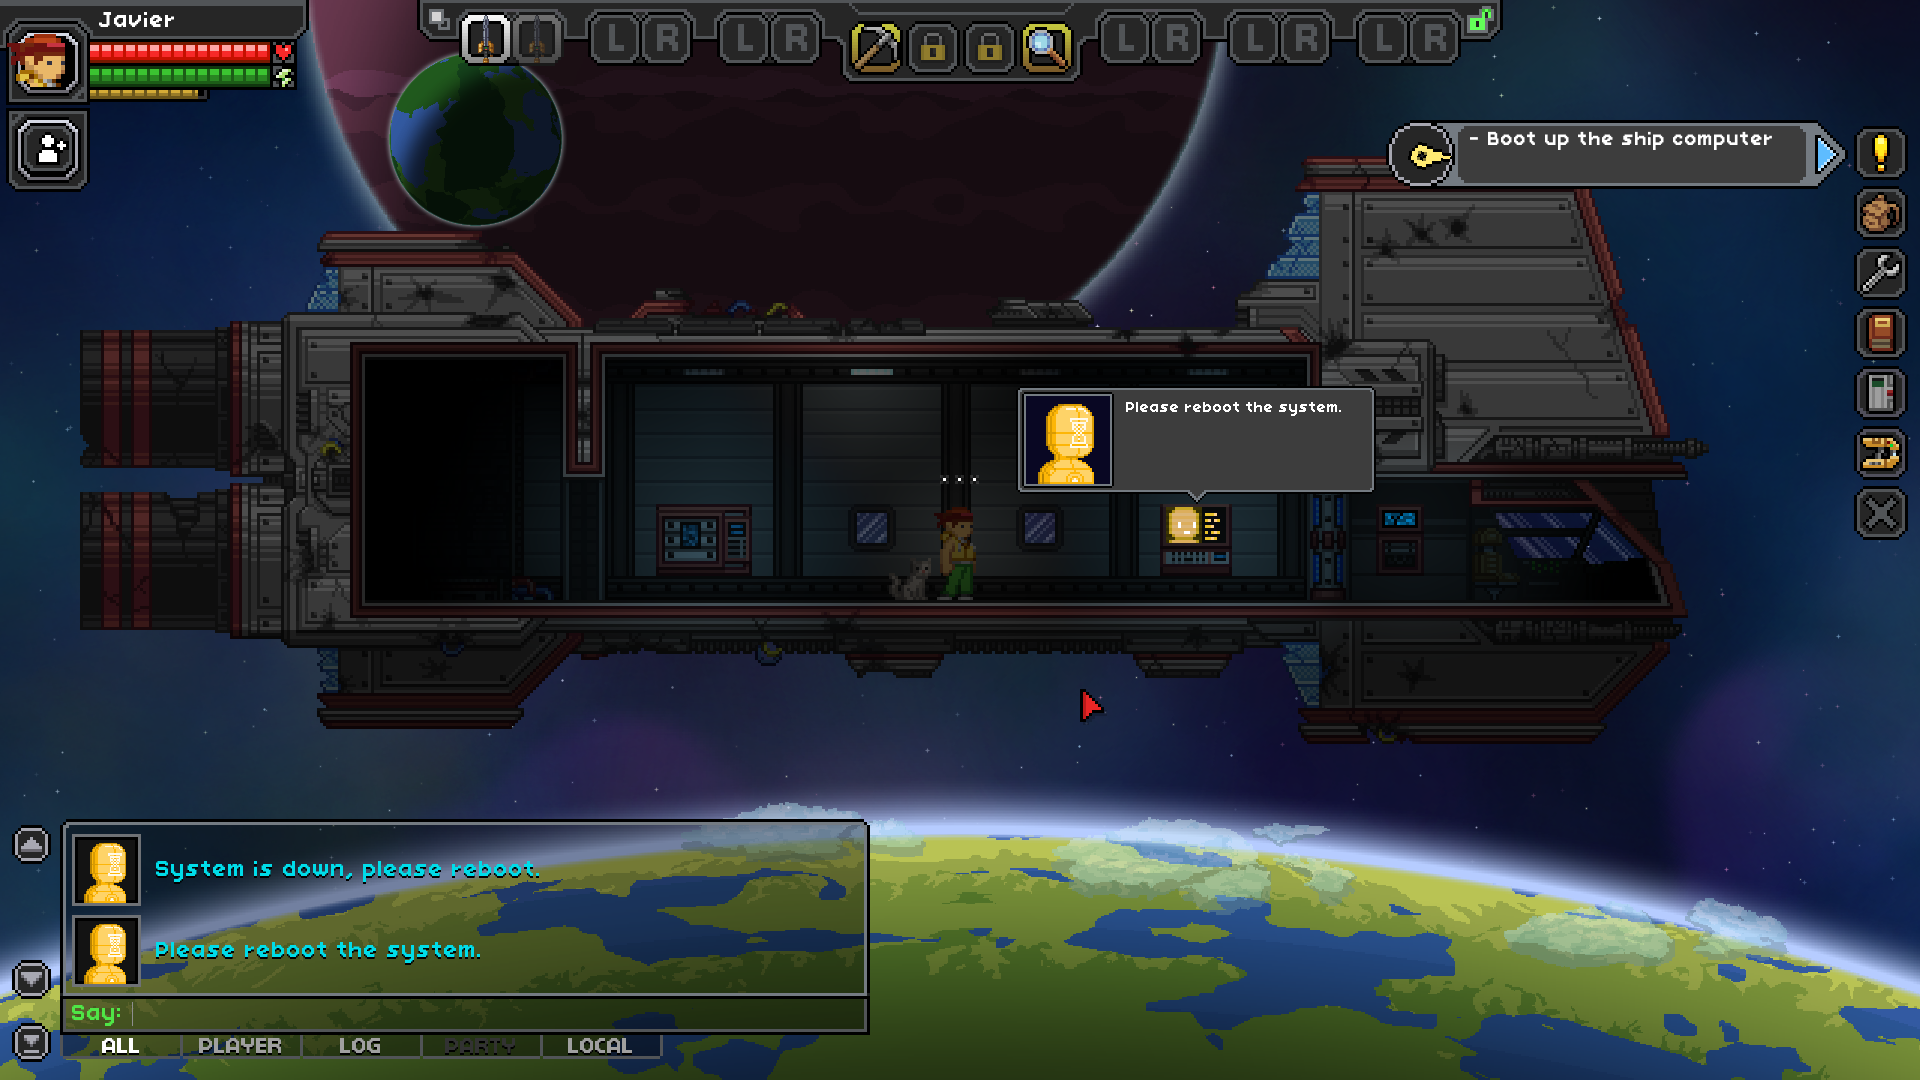 Javier
L R L R L R L R L R
- Boot up the ship computer
Please reboot the system.
System is down, please reboot.
Please reboot the system.
Say:
ALL PLAYER LOG PARTY LOCAL